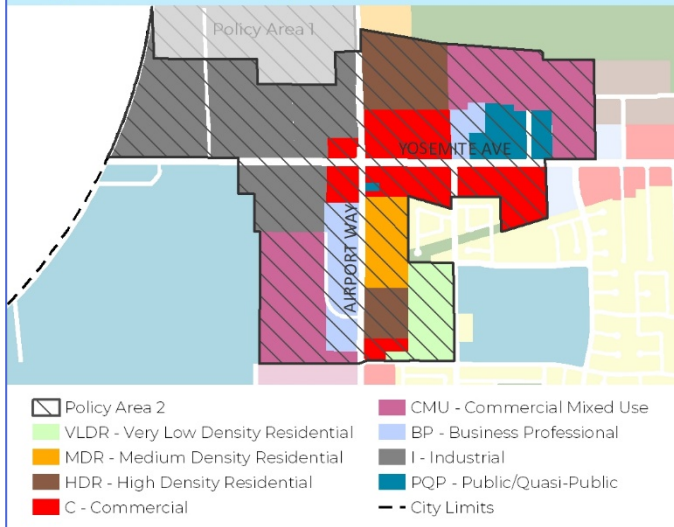 Policy Area 1
YOSEMITE AVE
AIRPORT WAY
Policy Area 2
VLDR - Very Low Density Residential
MDR - Medium Density Residential
HDR - High Density Residential
C - Commercial
CMU - Commercial Mixed Use
BP - Business Professional
I - Industrial
PQP - Public/Quasi-Public
City Limits